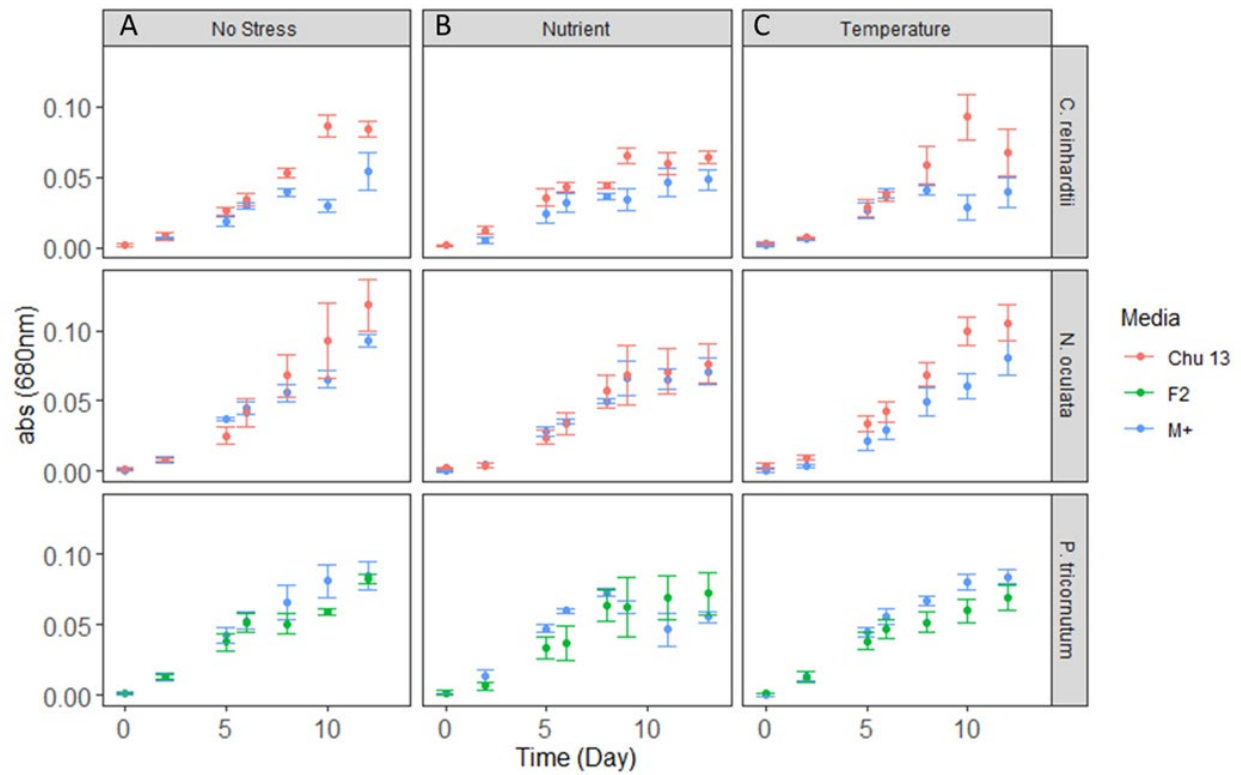 A No Stress B Nutrient C Temperature
0.10
0.05
0.00
C. reinhardtii
0.10
0.05
0.00
N. oculata
0.10
0.05
0.00
P. tricornutum
abs (680nm)
0 5 10 0 5 10 0 5 10
Time (Day)
Media
Chu 13
F2
M+